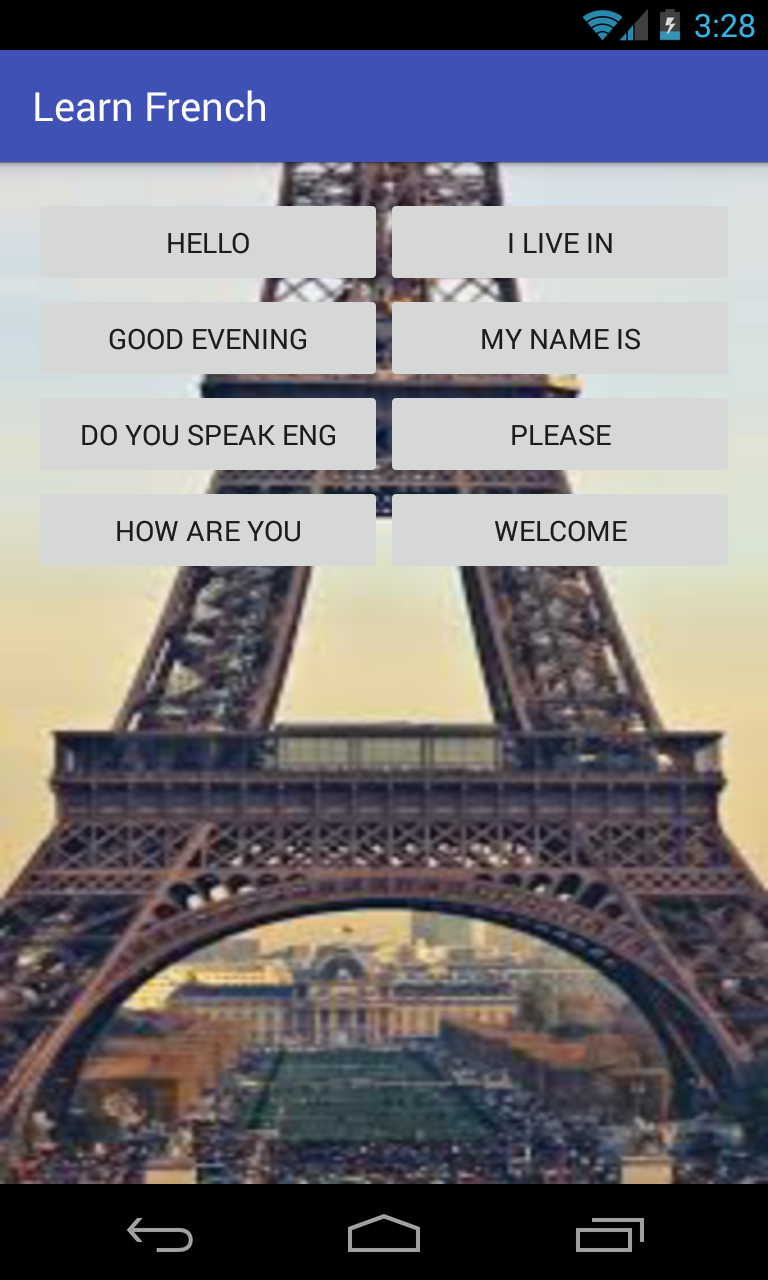 3:28
Learn French
HELLO
I LIVE IN
GOOD EVENING
MY NAME IS
DO YOU SPEAK ENG
PLEASE
HOW ARE YOU
WELCOME